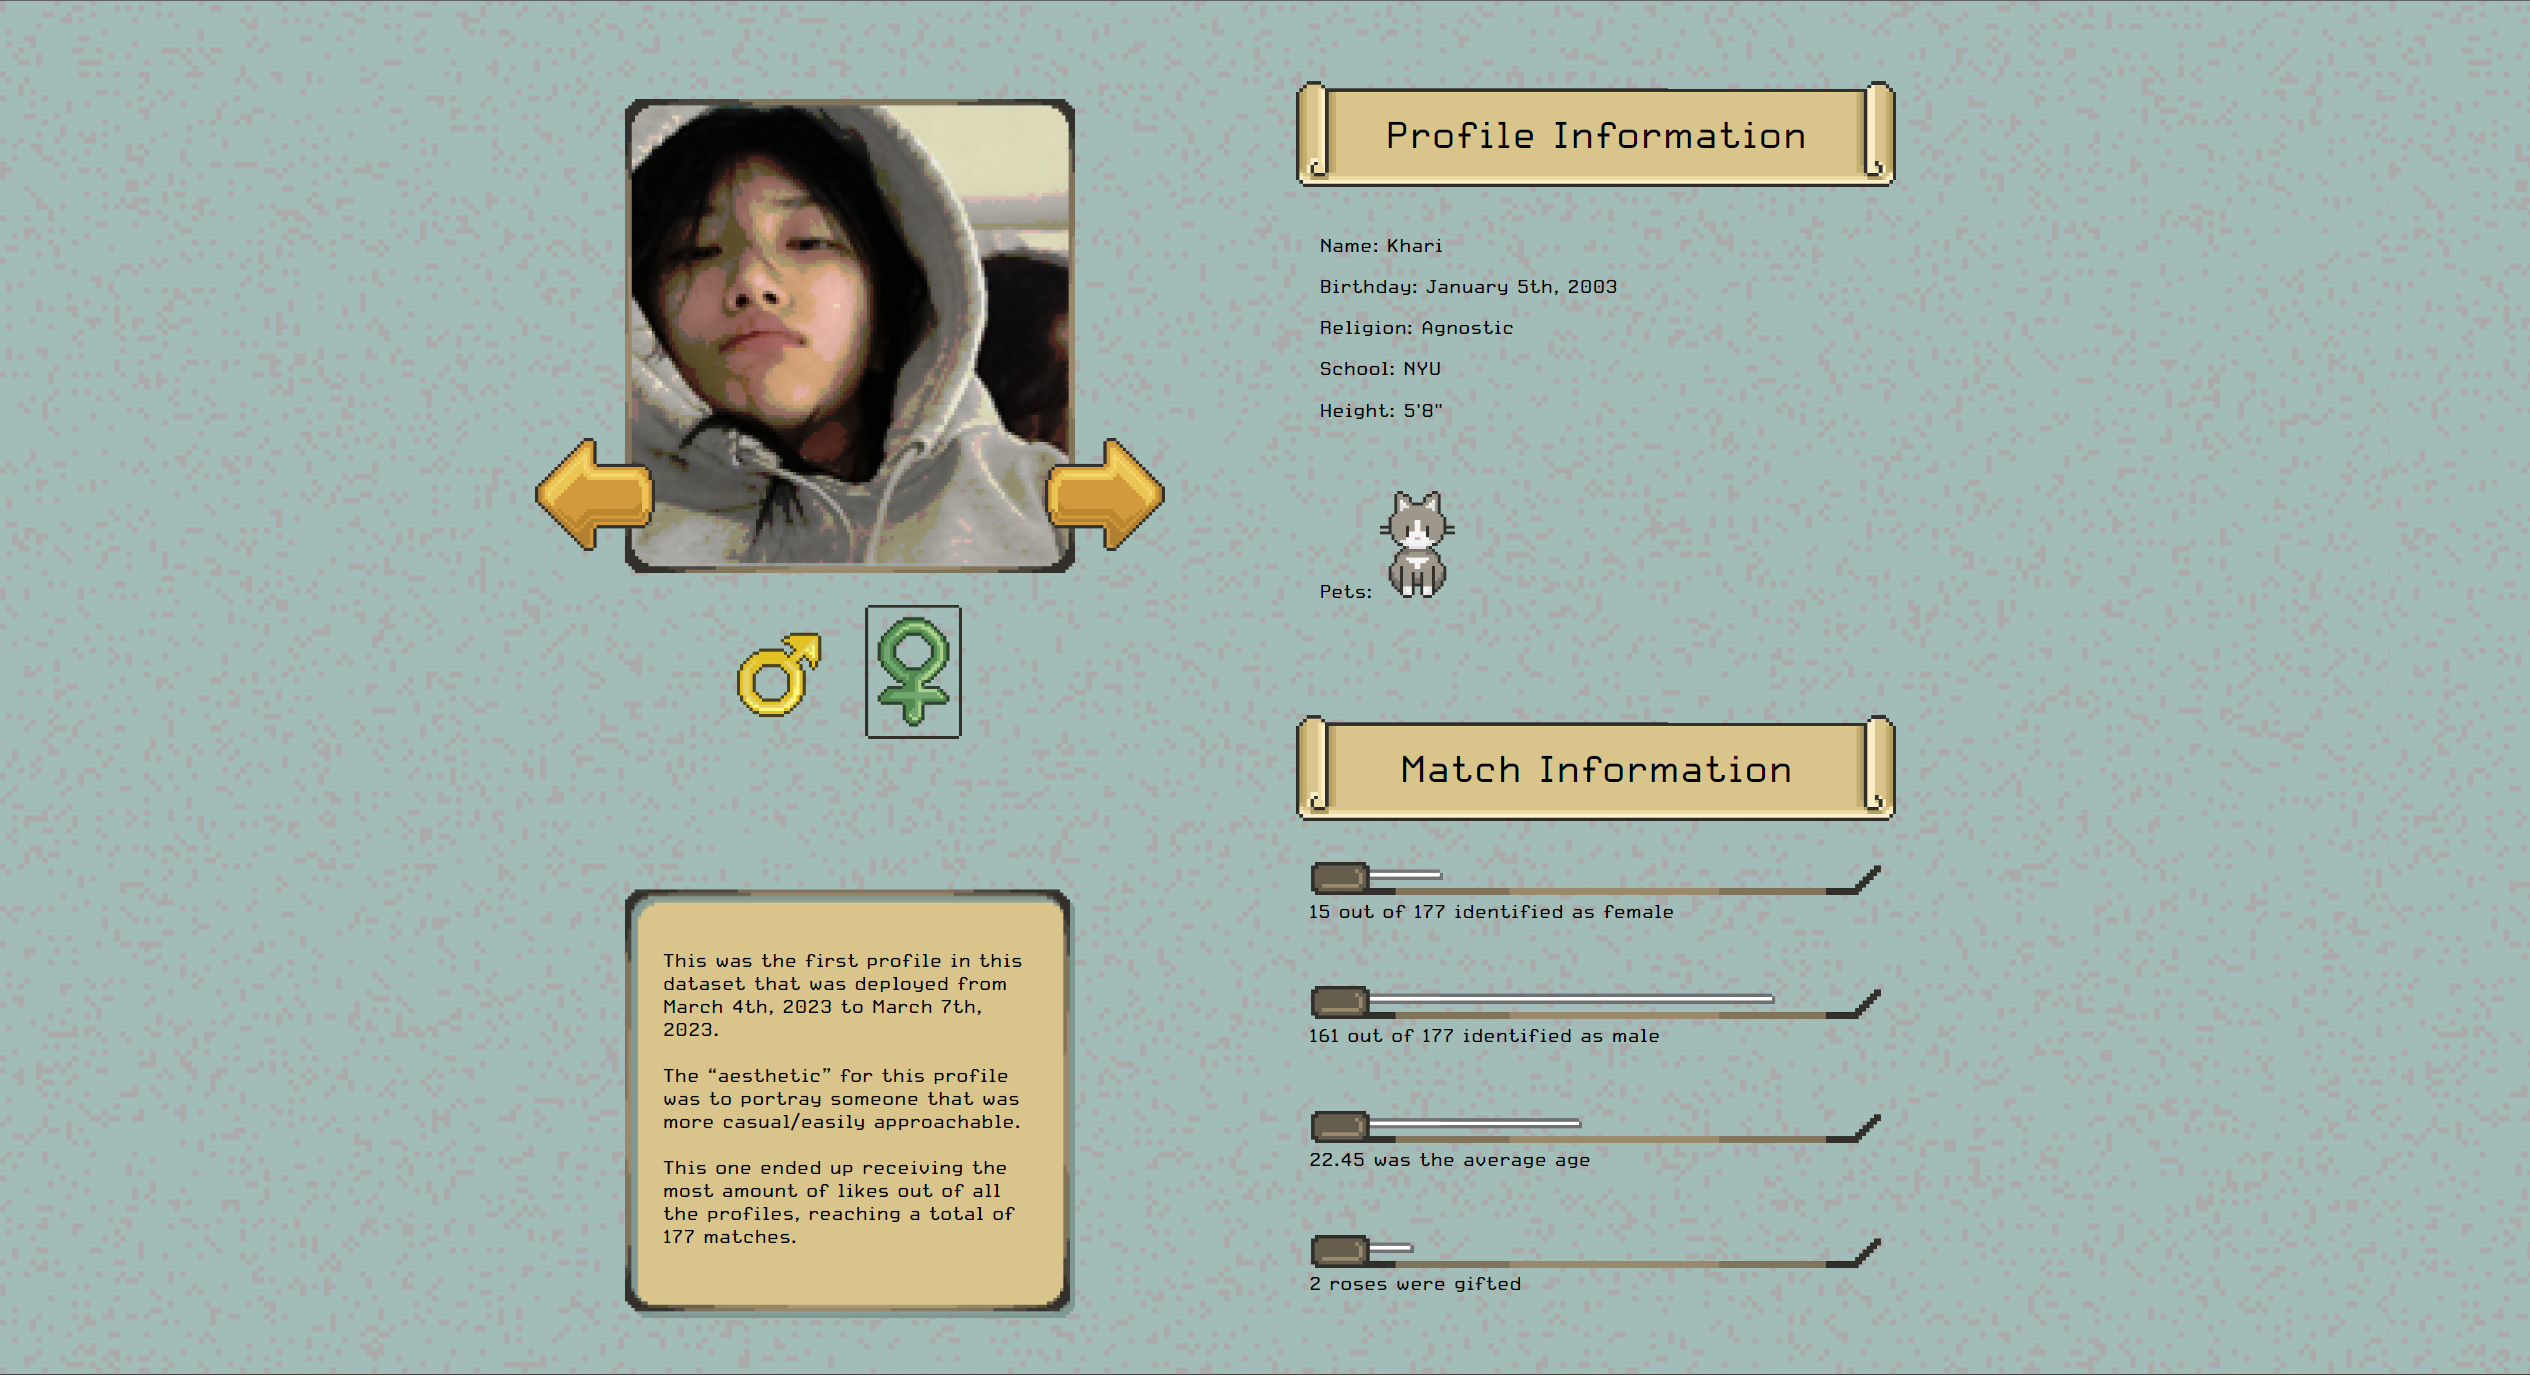 Profile Information
Name: Khari
Birthday: January 5th, 2003
Religion: Agnostic
School: NYU
Height: 5'8"
Pets:
This was the first profile in this
dataset that was deployed from
March 4th, 2023 to March 7th,
2023.
The “aesthetic” for this profile
was to portray someone that was
more casual/easily approachable.
This one ended up receiving the
most amount of likes out of all
the profiles, reaching a total of
177 matches.
Match Information
15 out of 177 identified as female
161 out of 177 identified as male
22.45 was the average age
2 roses were gifted